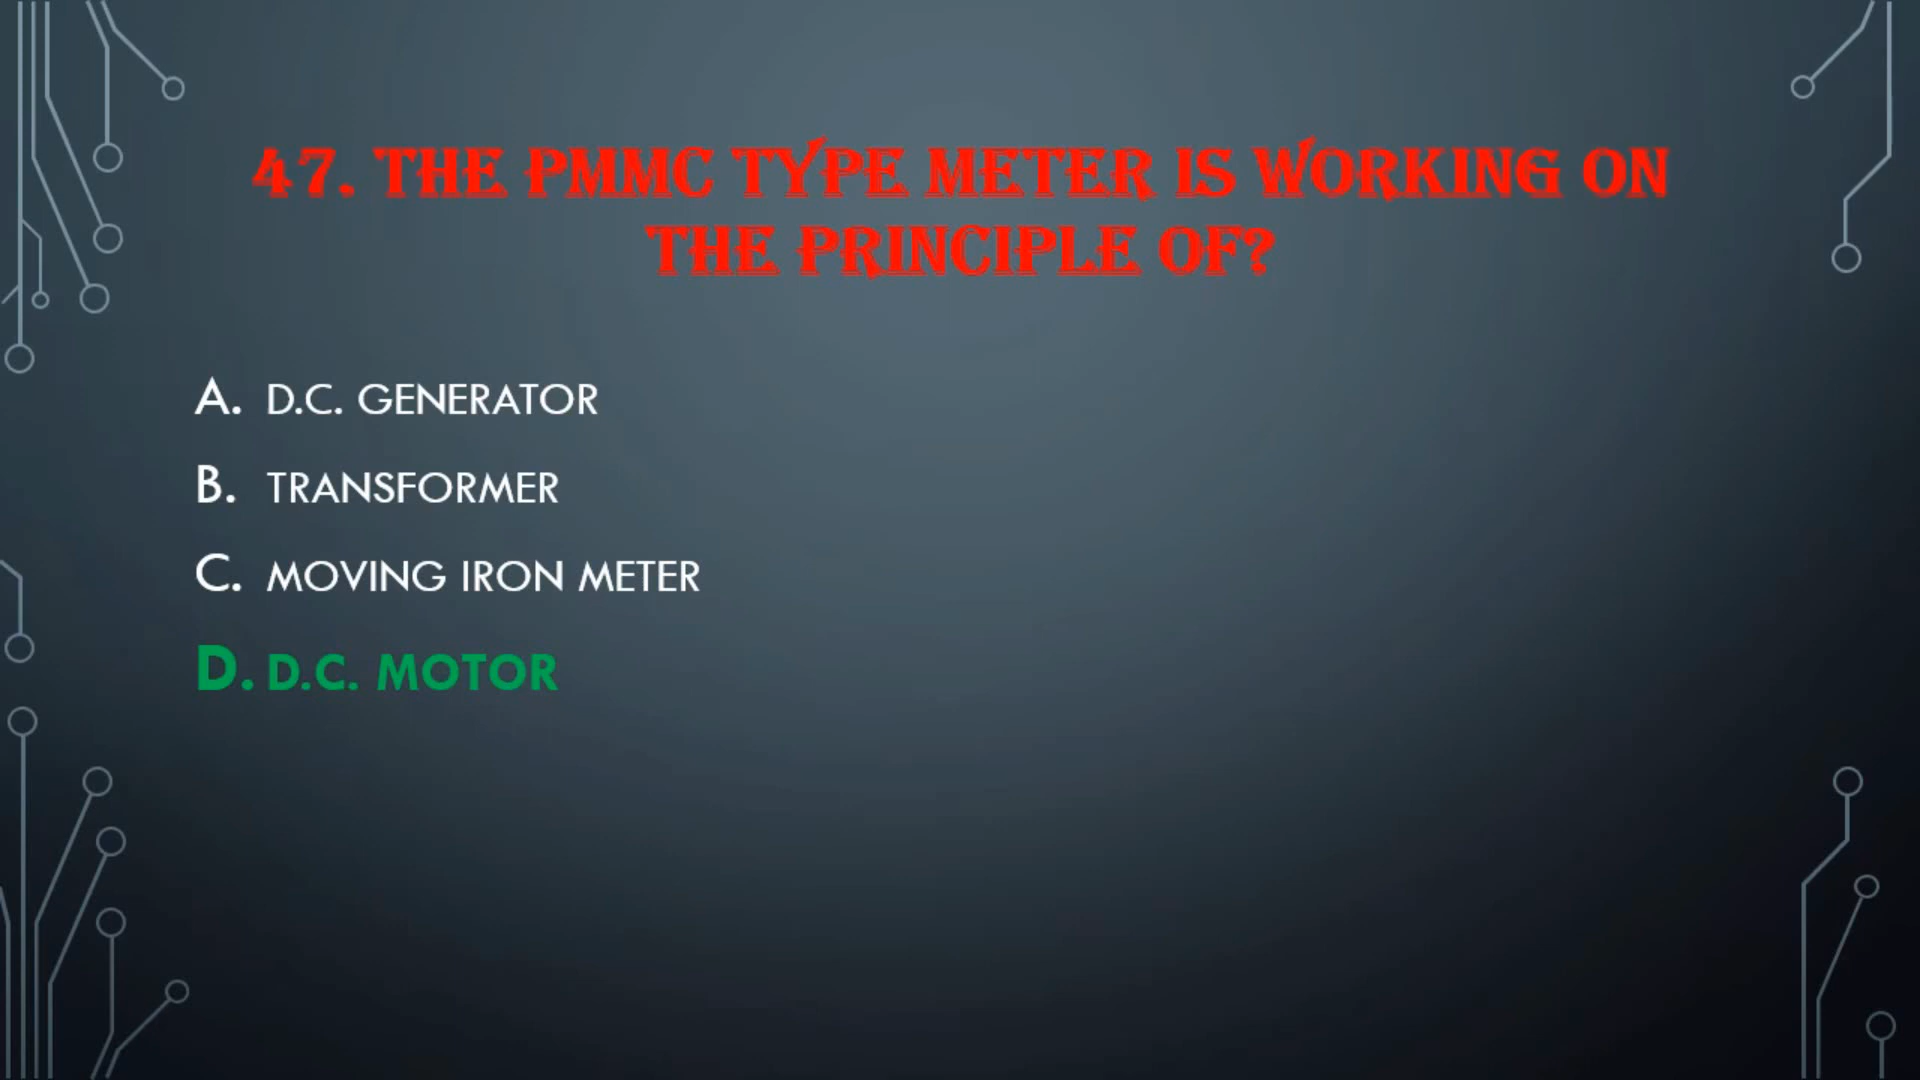 47. THE PMMC TYPE METER IS WORKING ON
THE PRINCIPLE OF?
A. D.C. GENERATOR
B. TRANSFORMER
C. MOVING IRON METER
D. D.C. MOTOR